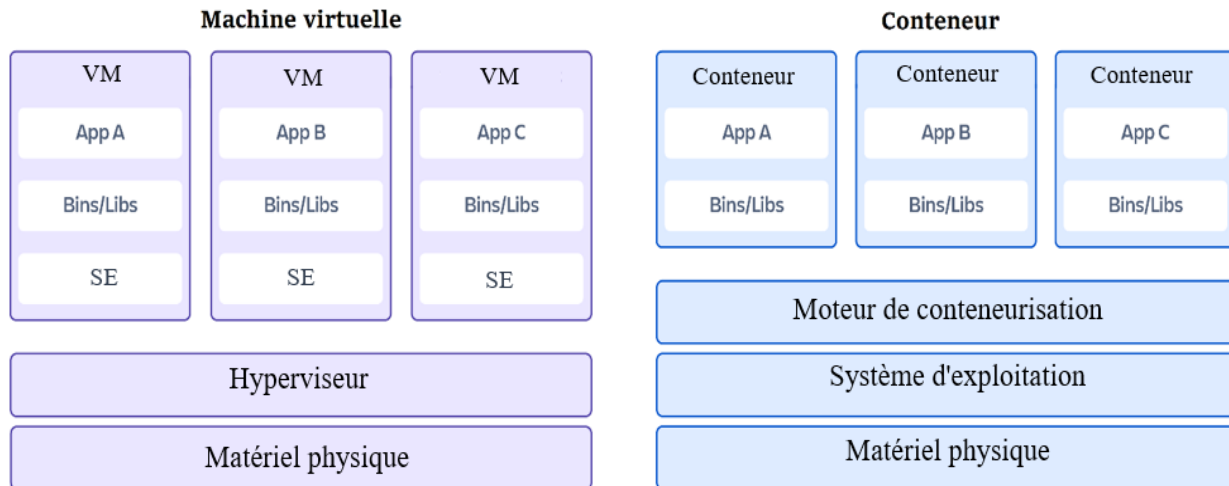 Machine virtuelle
VM
VM
VM
App A
App B
App C
Bins/Libs
Bins/Libs
Bins/Libs
SE
SE
SE
Hyperviseur
Matériel physique
Conteneur
Conteneur
Conteneur
Conteneur
App A
App B
App C
Bins/Libs
Bins/Libs
Bins/Libs
Moteur de conteneurisation
Système d'exploitation
Matériel physique